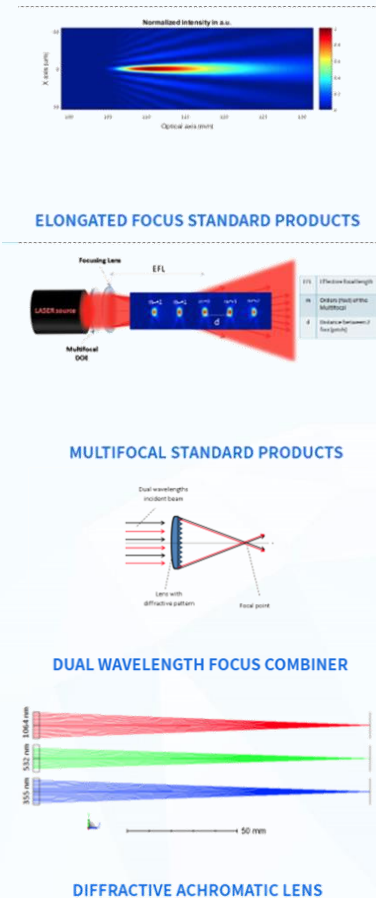 Normalized intensity in a.u.
X axis (um)
Optical axis (mm)
ELONGATED FOCUS STANDARD PRODUCTS
Focusing Lens
EFL
LASER source
d
Multifocal
DOE
EFL Effective focal length
m Orders (foci) of the
Multifocal
d Distance between 2
foci (pitch)
MULTIFOCAL STANDARD PRODUCTS
Dual wavelengths
incident beam
Lens with
diffractive pattern
Focal point
DUAL WAVELENGTH FOCUS COMBINER
1064 nm
532 nm
355 nm
50 mm
DIFFRACTIVE ACHROMATIC LENS